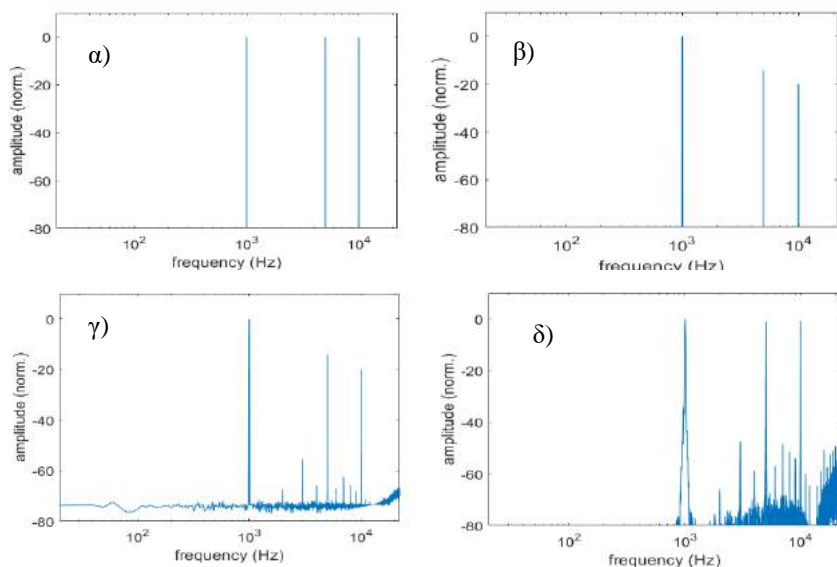 α)
0
-20
-40
-60
-80
amplitude (norm.)
10²
10³
10⁴
frequency (Hz)
β)
0
-20
-40
-60
-80
amplitude (norm.)
10²
10³
10⁴
frequency (Hz)
γ)
0
-20
-40
-60
-80
amplitude (norm.)
10²
10³
10⁴
frequency (Hz)
δ)
0
-20
-40
-60
-80
amplitude (norm.)
10²
10³
10⁴
frequency (Hz)